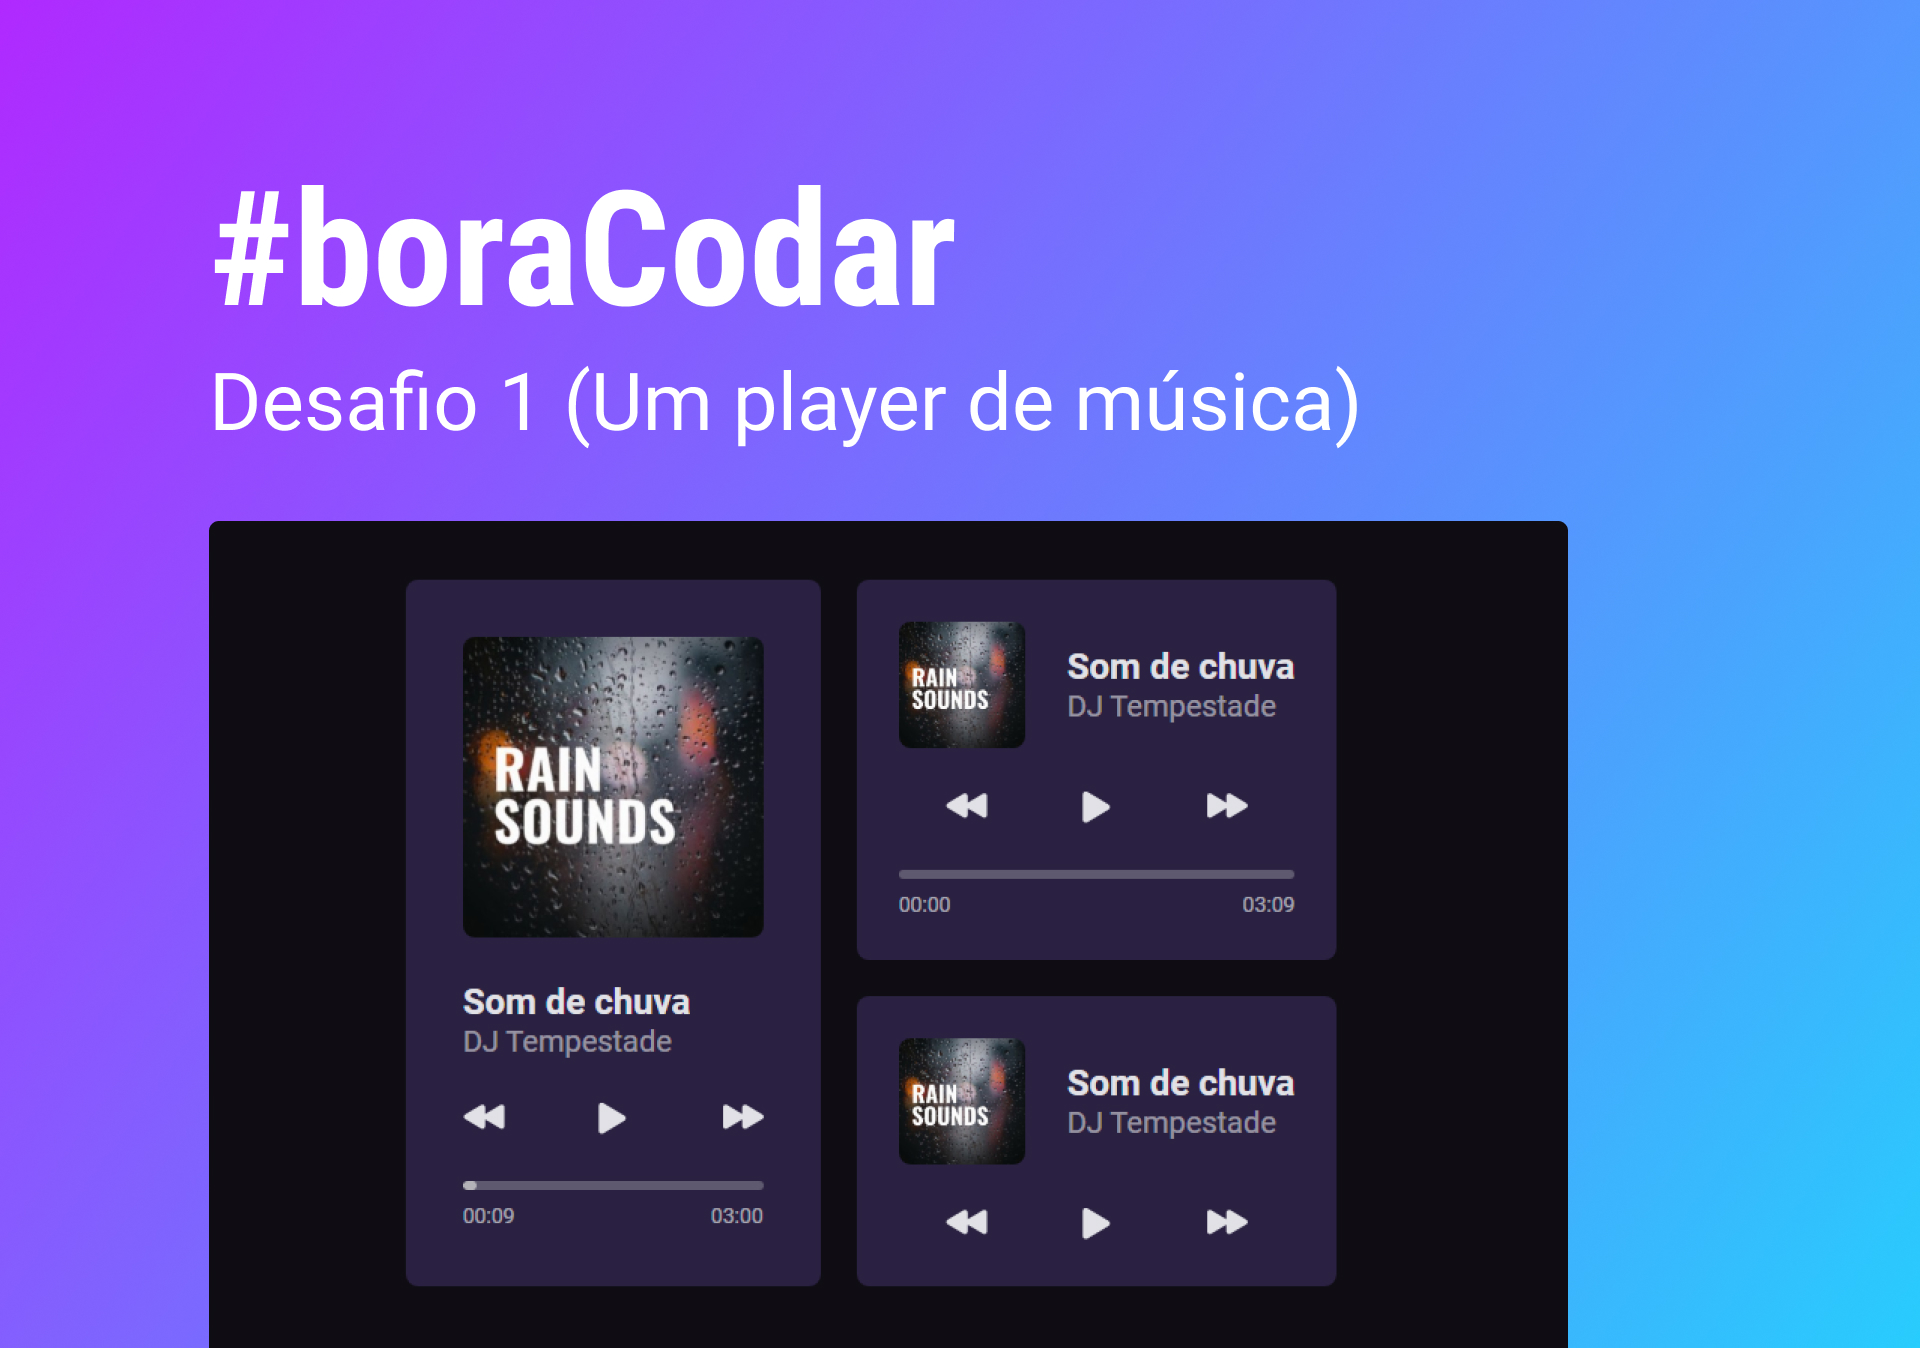 #boraCodar
Desafio 1 (Um player de música)
RAIN
SOUNDS
Som de chuva
DJ Tempestade
00:09 03:00
RAIN
SOUNDS
Som de chuva
DJ Tempestade
00:00 03:09
RAIN
SOUNDS
Som de chuva
DJ Tempestade